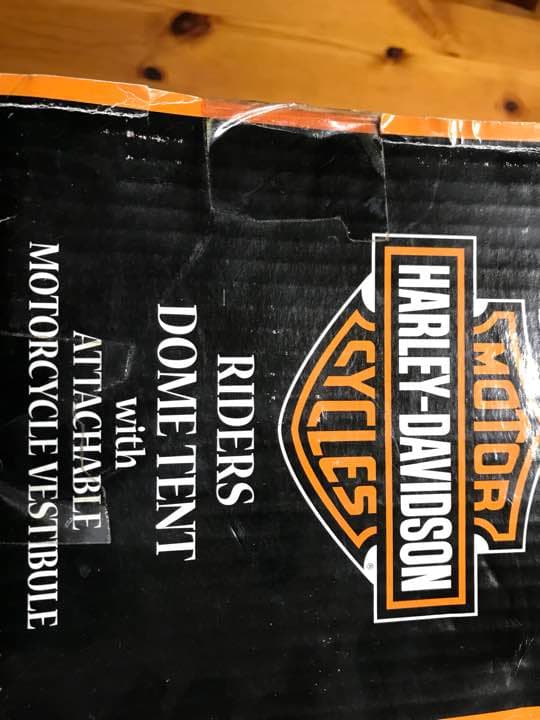 MOTOR
HARLEY-DAVIDSON
CYCLES
®
RIDERS
DOME TENT
with
ATTACHABLE
MOTORCYCLE VESTIBULE